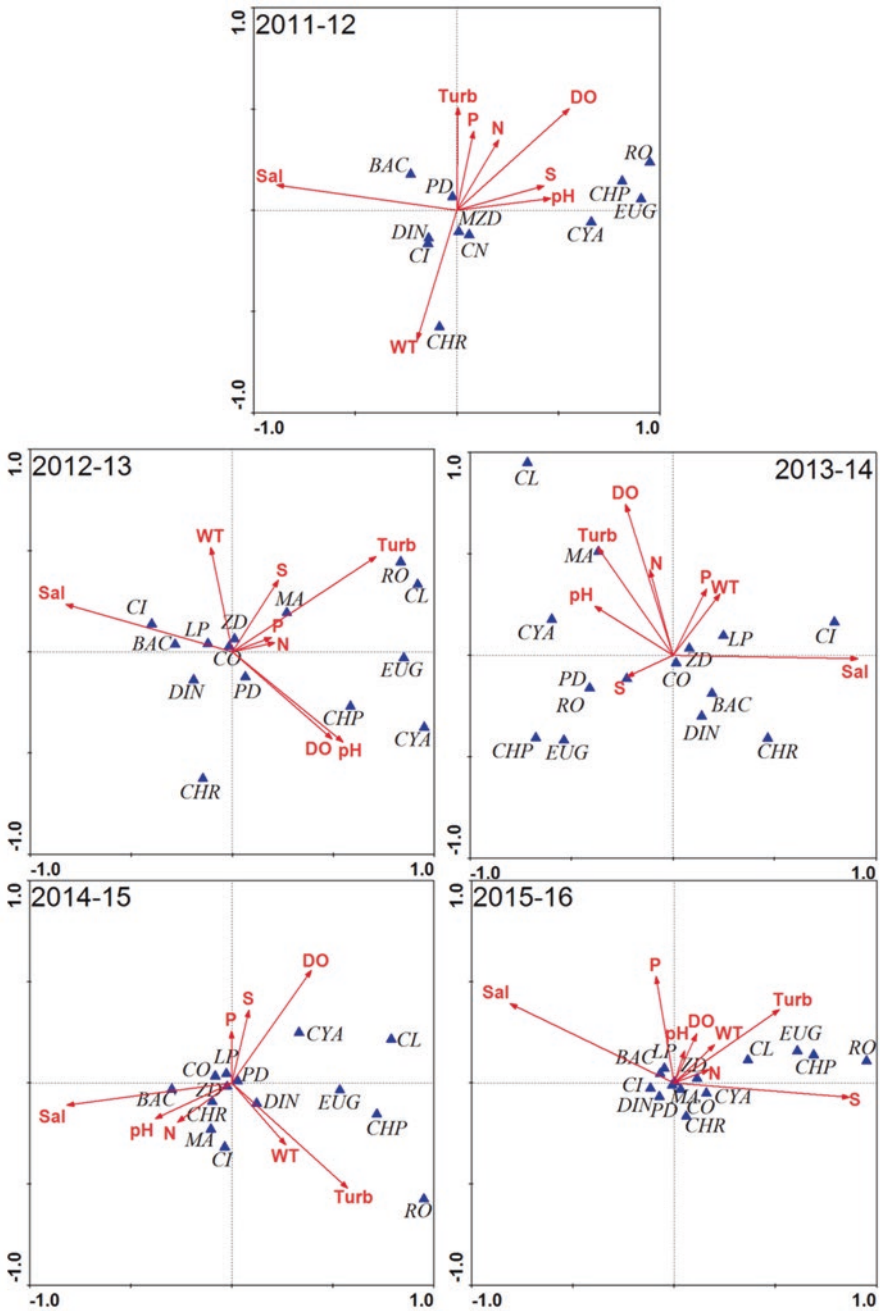 1.0
2011-12
Turb
DO
P
N
RO
BAC
Sal
S
CHP
PD
pH
EUG
MZD
CYA
DIN
CN
CI
WT
CHR
-1.0
-1.0
1.0
1.0
2012-13
WT
Turb
S
RO
CL
Sal
MA
CI
ZD
P
LP
N
BAC
CO
EUG
DIN
PD
CHP
CYA
DO
pH
CHR
-1.0
-1.0
1.0
1.0
2013-14
CL
DO
Turb
MA
N
P
WT
pH
CYA
LP
CI
ZD
Sal
CO
PD
S
RO
BAC
DIN
CHP
EUG
CHR
-1.0
-1.0
1.0
1.0
2014-15
DO
S
P
CYA
CL
LP
CO
PD
BAC
ZD
DIN
EUG
Sal
CHR
CHP
pH
N
MA
WT
CI
Turb
RO
-1.0
-1.0
1.0
1.0
2015-16
P
Sal
Turb
DO
pH
WT
EUG
LP
CL
RO
BAC
ZD
N
CI
MA
CYA
S
DIN
PD
CO
CHR
-1.0
-1.0
1.0